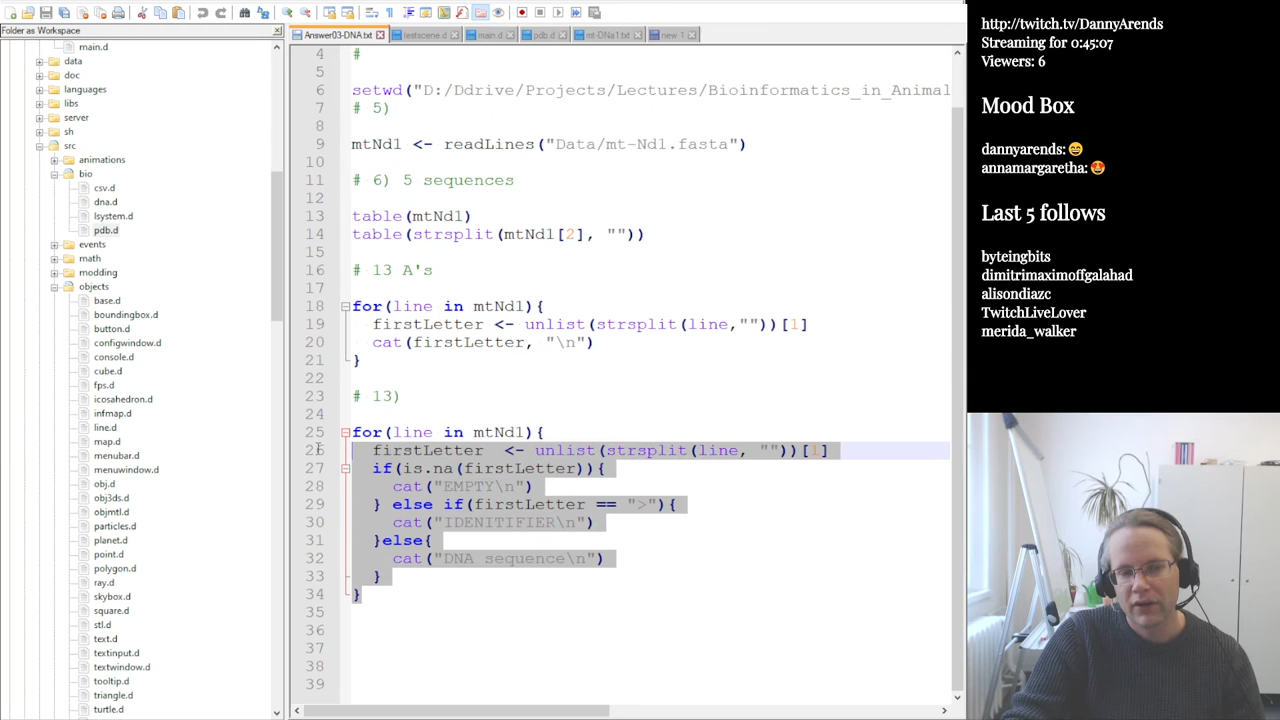 Folder as Workspace
main.d
data
doc
languages
libs
server
sh
src
animations
bio
csv.d
dna.d
lsystem.d
pdb.d
events
math
modding
objects
base.d
boundingbox.d
button.d
configwindow.d
console.d
cube.d
fps.d
icosahedron.d
infmap.d
line.d
map.d
menubar.d
menuwindow.d
obj.d
obj3ds.d
objmtl.d
particles.d
planet.d
point.d
polygon.d
ray.d
skybox.d
square.d
stl.d
text.d
textinput.d
textwindow.d
tooltip.d
triangle.d
turtle.d
Answer03-DNA.txt
testscene.d
main.d
pdb.d
mt-DNa1.txt
new 1
4 #
5
6 setwd("D:/Ddrive/Projects/Lectures/Bioinformatics_in_Animal
7 # 5)
8
9 mtNd1 <- readLines("Data/mt-Nd1.fasta")
10
11 # 6) 5 sequences
12
13 table(mtNd1)
14 table(strsplit(mtNd1[2], ""))
15
16 # 13 A's
17
18 for(line in mtNd1){
19 firstLetter <- unlist(strsplit(line,""))[1]
20 cat(firstLetter, "\n")
21 }
22
23 # 13)
24
25 for(line in mtNd1){
26 firstLetter  <- unlist(strsplit(line, ""))[1]
27 if(is.na(firstLetter)){
28 cat("EMPTY\n")
29 } else if(firstLetter == ">"){
30 cat("IDENITIFIER\n")
31 }else{
32 cat("DNA sequence\n")
33 }
34 }
35
36
37
38
39
http://twitch.tv/DannyArends
Streaming for 0:45:07
Viewers: 6
Mood Box
dannyarends: 😄
annamargaretha: 😍
Last 5 follows
byteingbits
dimitrimaximoffgalahad
alisondiazc
TwitchLiveLover
merida_walker